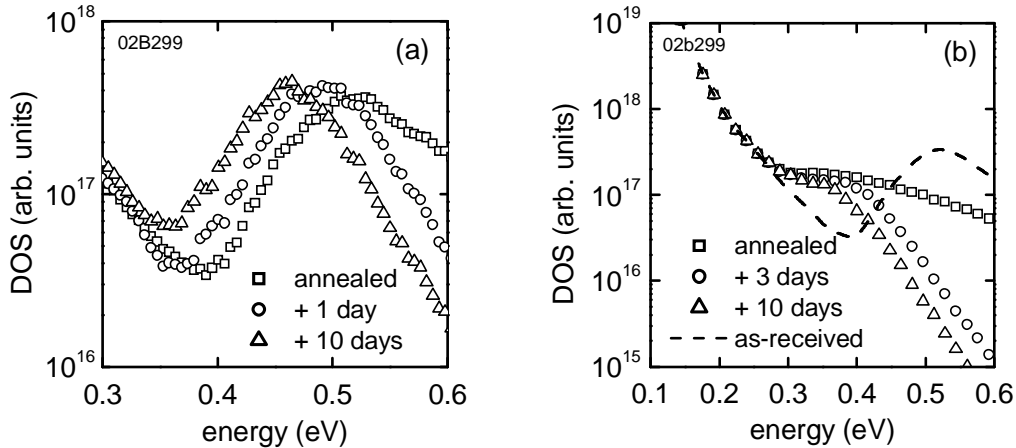 10^18
10^17
10^16
DOS (arb. units)
02B299
(a)
□ annealed
○ + 1 day
△ + 10 days
0.3 0.4 0.5 0.6
energy (eV)
10^19
10^18
10^17
10^16
10^15
DOS (arb. units)
02b299
(b)
□ annealed
○ + 3 days
△ + 10 days
as-received
0.1 0.2 0.3 0.4 0.5 0.6
energy (eV)